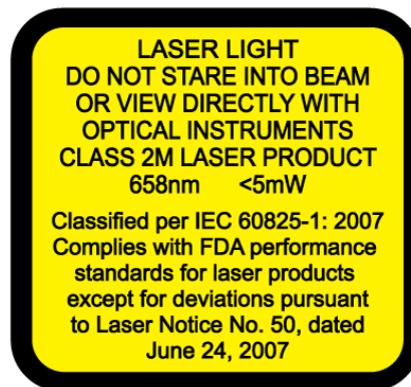 LASER LIGHT
DO NOT STARE INTO BEAM
OR VIEW DIRECTLY WITH
OPTICAL INSTRUMENTS
CLASS 2M LASER PRODUCT
658nm <5mW
Classified per IEC 60825-1: 2007
Complies with FDA performance
standards for laser products
except for deviations pursuant
to Laser Notice No. 50, dated
June 24, 2007